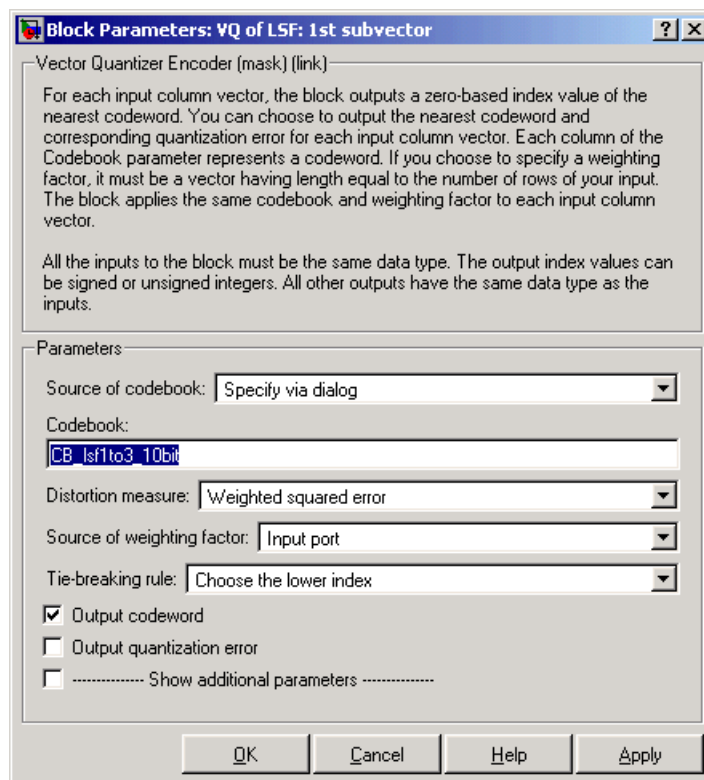 Block Parameters: VQ of LSF: 1st subvector
Vector Quantizer Encoder (mask) (link)
For each input column vector, the block outputs a zero-based index value of the
nearest codeword. You can choose to output the nearest codeword and
corresponding quantization error for each input column vector. Each column of the
Codebook parameter represents a codeword. If you choose to specify a weighting
factor, it must be a vector having length equal to the number of rows of your input.
The block applies the same codebook and weighting factor to each input column
vector.
All the inputs to the block must be the same data type. The output index values can
be signed or unsigned integers. All other outputs have the same data type as the
inputs.
Parameters
Source of codebook: Specify via dialog
Codebook:
CB_lsf1to3_10bit
Distortion measure: Weighted squared error
Source of weighting factor: Input port
Tie-breaking rule: Choose the lower index
Output codeword
Output quantization error
-------------- Show additional parameters --------------
OK Cancel Help Apply